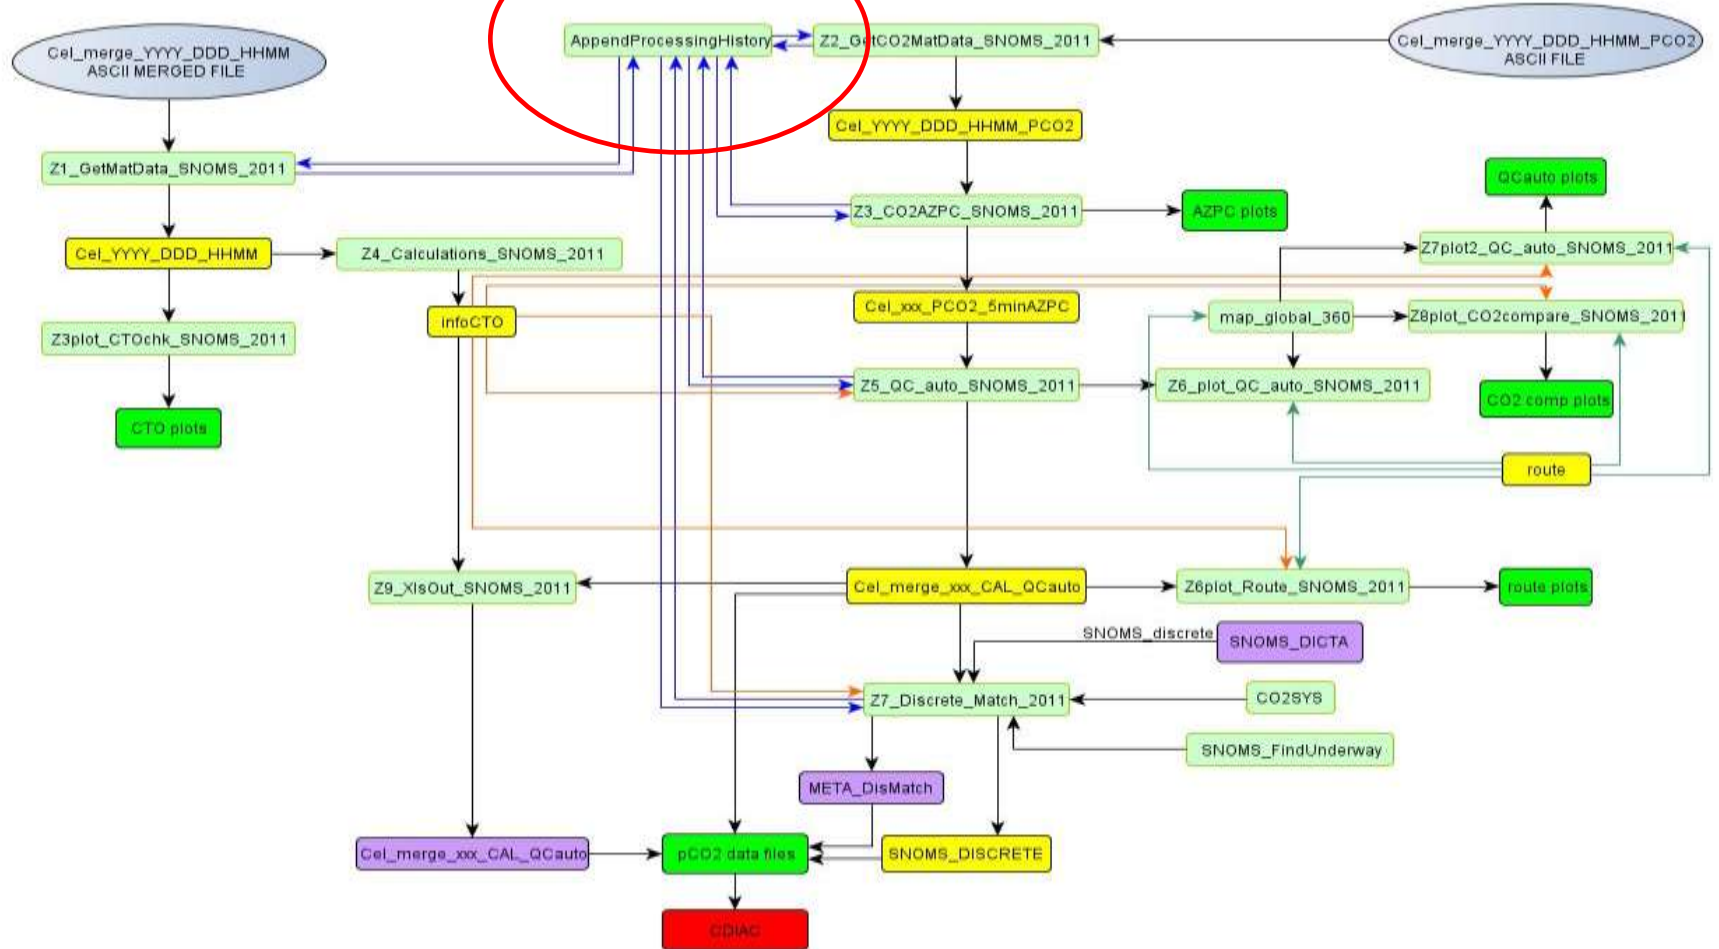 Cel_merge_YYYY_DDD_HHMM
ASCII MERGED FILE
AppendProcessingHistory
Z2_GetCO2MatData_SNOMS_2011
Cel_merge_YYYY_DDD_HHMM_PCO2
ASCII FILE
Cel_YYYY_DDD_HHMM_PCO2
Z1_GetMatData_SNOMS_2011
QCauto plots
Z3_CO2AZPC_SNOMS_2011
AZPC plots
Cel_YYYY_DDD_HHMM
Z4_Calculations_SNOMS_2011
Z7plot2_QC_auto_SNOMS_2011
infoCTO
Cel_xxx_PCO2_5minAZPC
map_global_360
Z8plot_CO2compare_SNOMS_2011
Z3plot_CTOchk_SNOMS_2011
Z5_QC_auto_SNOMS_2011
Z6_plot_QC_auto_SNOMS_2011
CO2 comp plots
CTO plots
route
Z9_XlsOut_SNOMS_2011
Cel_merge_xxx_CAL_QCauto
Z6plot_Route_SNOMS_2011
route plots
SNOMS_discrete
SNOMS_DICTA
Z7_Discrete_Match_2011
CO2SYS
SNOMS_FindUnderway
META_DisMatch
Cel_merge_xxx_CAL_QCauto
pCO2 data files
SNOMS_DISCRETE
CDIAC